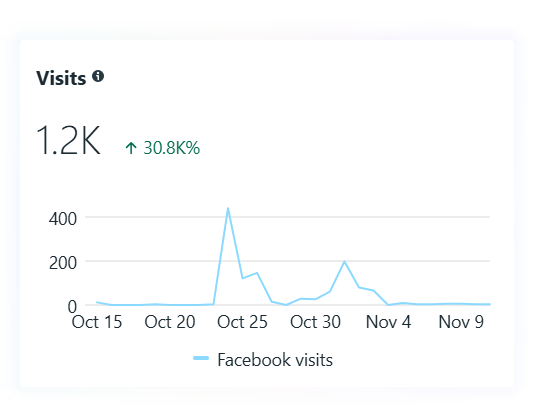 Visits
1.2K ↑ 30.8K%
400
200
0
Oct 15 Oct 20 Oct 25 Oct 30 Nov 4 Nov 9
Facebook visits